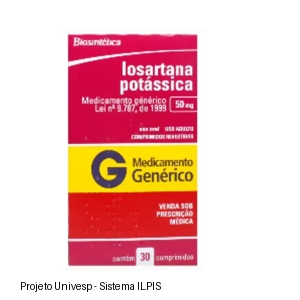 Biosintética
losartana
potássica
Medicamento genérico
Lei nº 9.787, de 1999
50 mg
uso oral USO ADULTO
COMPRIMIDOS REVESTIDOS
G Medicamento
Genérico
VENDA SOB
PRESCRIÇÃO
MÉDICA
contém 30 comprimidos
Projeto Univesp - Sistema ILPIS